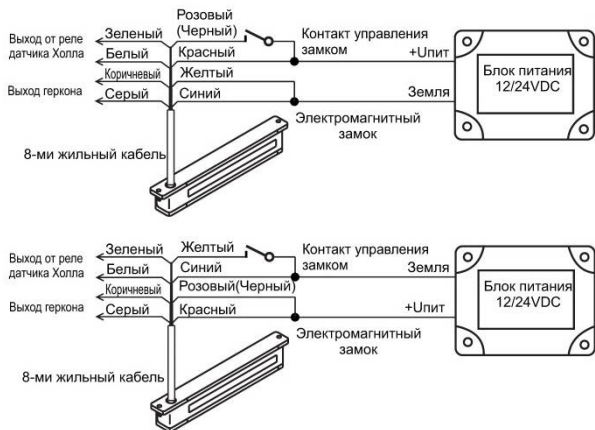 Розовый
(Черный)
Зеленый
Контакт управления
замком
Выход от реле
датчика Холла
Белый
Красный
+Uпит
Коричневый
Желтый
Блок питания
12/24VDC
Выход геркона
Серый
Синий
Земля
Электромагнитный
замок
8-ми жильный кабель
Зеленый
Желтый
Контакт управления
замком
Выход от реле
датчика Холла
Белый
Синий
Земля
Коричневый
Розовый(Черный)
Блок питания
12/24VDC
Выход геркона
Серый
Красный
+Uпит
Электромагнитный
замок
8-ми жильный кабель